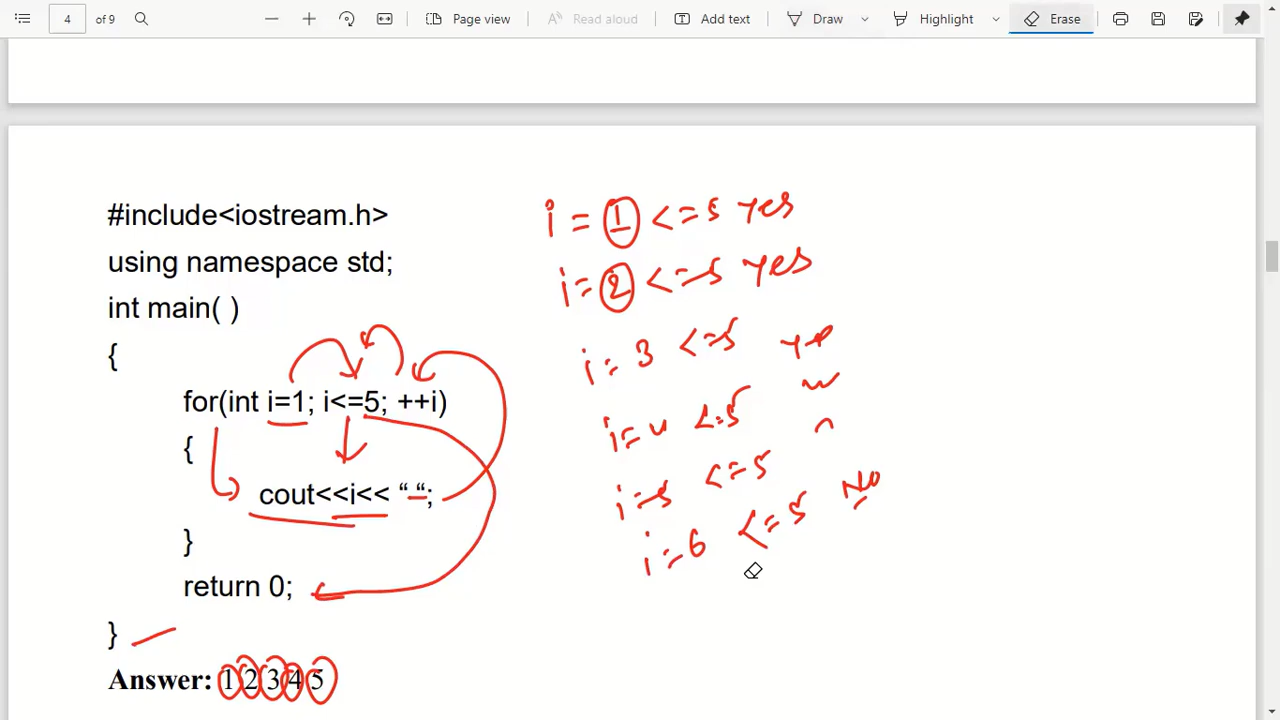 4 of 9 Page view Read aloud Add text Draw Highlight Erase
#include<iostream.h>
using namespace std;
int main( )
{
for(int i=1; i<=5; ++i)
{
cout<<i<< “ “;
}
return 0;
}
Answer: 1 2 3 4 5
i = 1 <=5 yes
i=2 <=5 yes
i=3 <=5
i=4 <=5
i=5 <=5
i=6 <=5 No